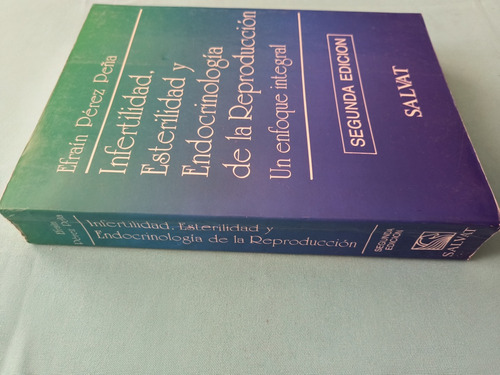 Efraín Pérez Peña
Infertilidad,
Esterilidad y
Endocrinología
de la Reproducción
Un enfoque integral
SEGUNDA EDICION
SALVAT
Efraín
Pérez Peña
Infertilidad, Esterilidad y
Endocrinología de la Reproducción
SEGUNDA
EDICION
SALVAT